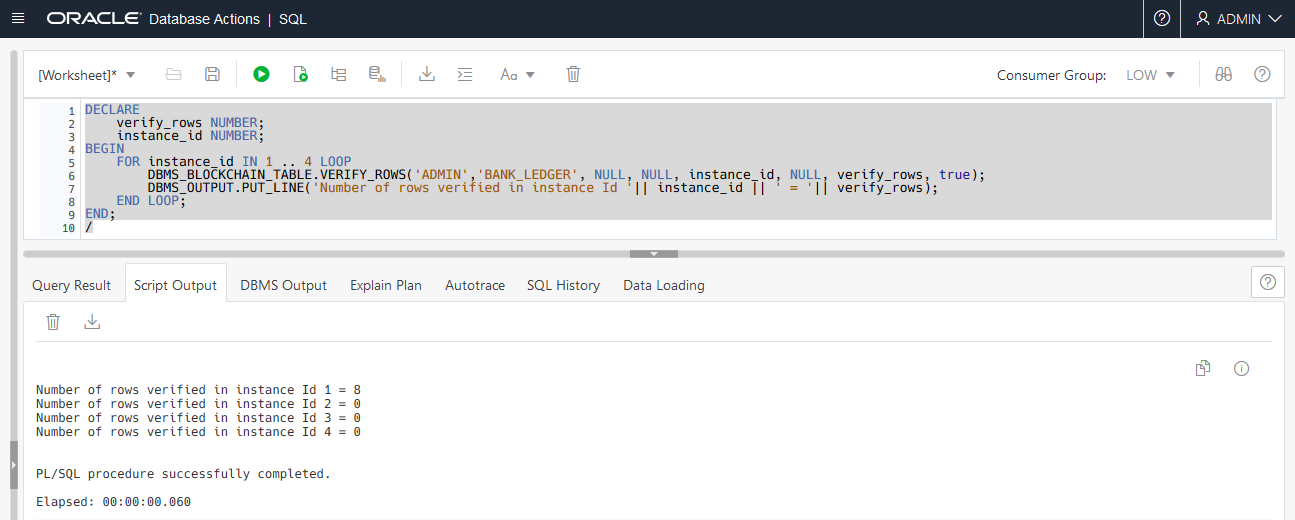 ORACLE Database Actions | SQL
ADMIN
[Worksheet]*
Aa
Consumer Group: LOW
1 DECLARE
2 verify_rows NUMBER;
3 instance_id NUMBER;
4 BEGIN
5 FOR instance_id IN 1 .. 4 LOOP
6 DBMS_BLOCKCHAIN_TABLE.VERIFY_ROWS('ADMIN','BANK_LEDGER', NULL, NULL, instance_id, NULL, verify_rows, true);
7 DBMS_OUTPUT.PUT_LINE('Number of rows verified in instance Id '|| instance_id || ' = '|| verify_rows);
8 END LOOP;
9 END;
10 /
Query Result Script Output DBMS Output Explain Plan Autotrace SQL History Data Loading
Number of rows verified in instance Id 1 = 8
Number of rows verified in instance Id 2 = 0
Number of rows verified in instance Id 3 = 0
Number of rows verified in instance Id 4 = 0
PL/SQL procedure successfully completed.
Elapsed: 00:00:00.060